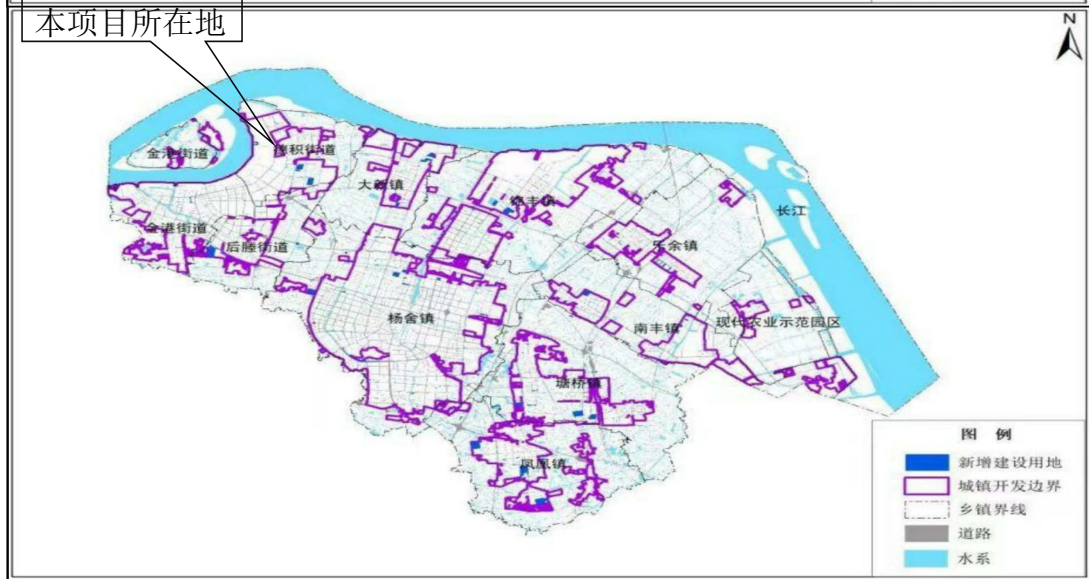 本项目所在地
N
金港街道
德积街道
大新镇
锦丰镇
长江
金港街道
后塍街道
乐余镇
杨舍镇
南丰镇
现代农业示范园区
塘桥镇
凤凰镇
图 例
新增建设用地
城镇开发边界
乡镇界线
道路
水系